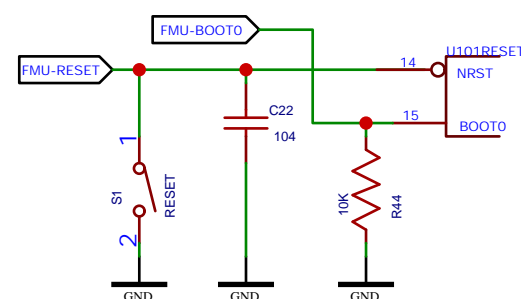 FMU-BOOT0
FMU-RESET
U101RESET
14
NRST
15
BOOT0
C22
104
1
2
S1
RESET
10K
R44
GND
GND
GND